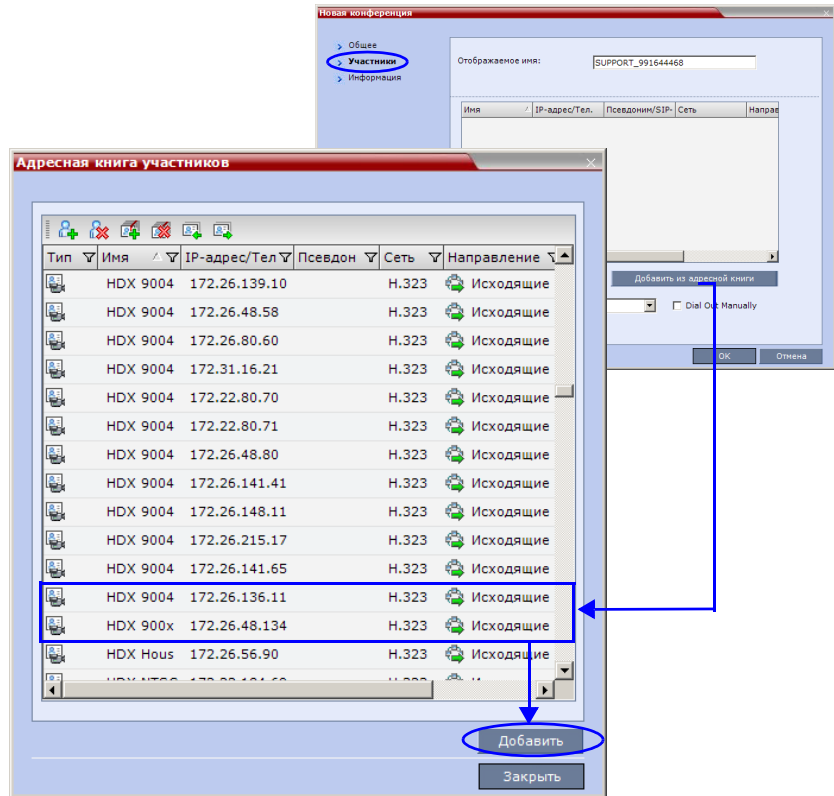 Новая конференция
Общее
Участники
Информация
Отображаемое имя: SUPPORT_991644468
Имя IP-адрес/Тел. Псевдоним/SIP- Сеть Направ
Добавить из адресной книги
Dial Out Manually
OK Отмена
Адресная книга участников
Тип Имя IP-адрес/Тел Псевдон Сеть Направление
HDX 9004 172.26.139.10 H.323 Исходящие
HDX 9004 172.26.48.58 H.323 Исходящие
HDX 9004 172.26.80.60 H.323 Исходящие
HDX 9004 172.31.16.21 H.323 Исходящие
HDX 9004 172.22.80.70 H.323 Исходящие
HDX 9004 172.22.80.71 H.323 Исходящие
HDX 9004 172.26.48.80 H.323 Исходящие
HDX 9004 172.26.141.41 H.323 Исходящие
HDX 9004 172.26.148.11 H.323 Исходящие
HDX 9004 172.26.215.17 H.323 Исходящие
HDX 9004 172.26.141.65 H.323 Исходящие
HDX 9004 172.26.136.11 H.323 Исходящие
HDX 900x 172.26.48.134 H.323 Исходящие
HDX Hous 172.26.56.90 H.323 Исходящие
Добавить
Закрыть